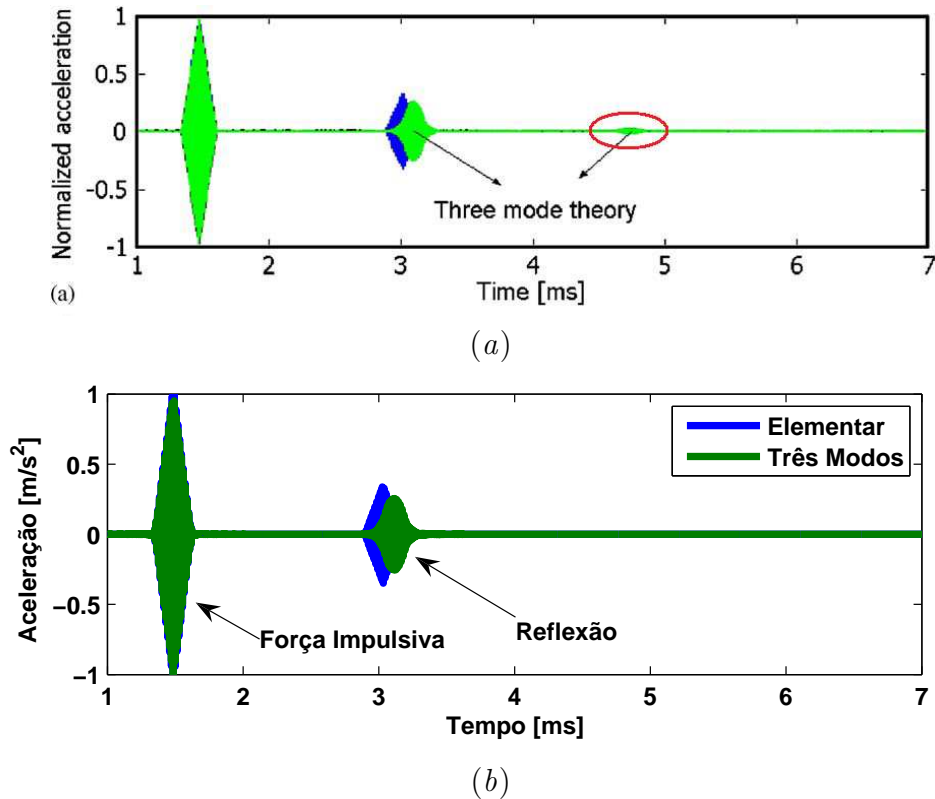 Normalized acceleration
1
0.5
0
-0.5
-1
Three mode theory
1 2 3 4 5 6 7
(a)
Time [ms]
(a)
Aceleração [m/s²]
1
0.5
0
−0.5
−1
Elementar
Três Modos
Força Impulsiva
Reflexão
1 2 3 4 5 6 7
Tempo [ms]
(b)